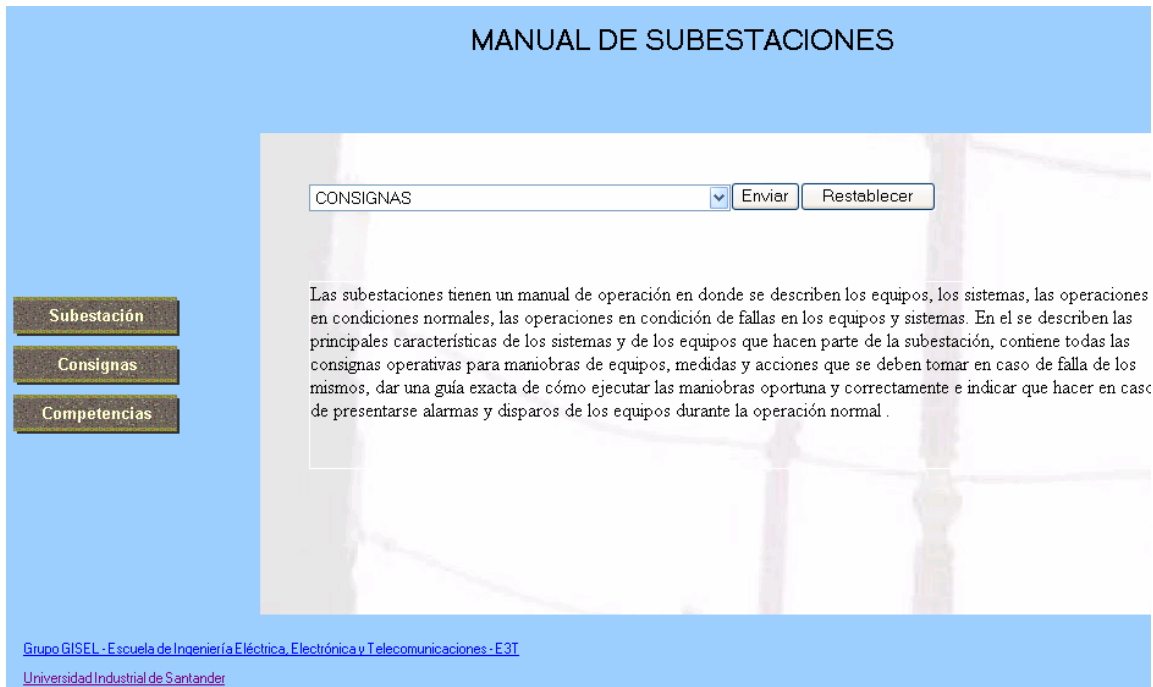 MANUAL DE SUBESTACIONES
CONSIGNAS
Enviar
Restablecer
Las subestaciones tienen un manual de operación en donde se describen los equipos, los sistemas, las operaciones
en condiciones normales, las operaciones en condición de fallas en los equipos y sistemas. En el se describen las
principales características de los sistemas y de los equipos que hacen parte de la subestación, contiene todas las
consignas operativas para maniobras de equipos, medidas y acciones que se deben tomar en caso de falla de los
mismos, dar una guía exacta de cómo ejecutar las maniobras oportuna y correctamente e indicar que hacer en caso
de presentarse alarmas y disparos de los equipos durante la operación normal .
Subestación
Consignas
Competencias
Grupo GISEL - Escuela de Ingeniería Eléctrica, Electrónica y Telecomunicaciones - E3T
Universidad Industrial de Santander